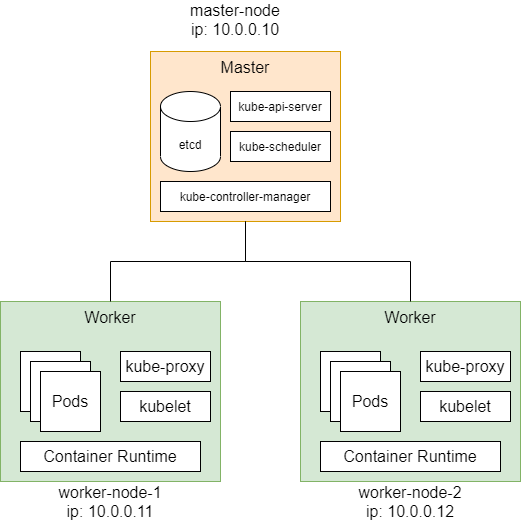 master-node
ip: 10.0.0.10
Master
etcd
kube-api-server
kube-scheduler
kube-controller-manager
Worker
Pods
kube-proxy
kubelet
Container Runtime
worker-node-1
ip: 10.0.0.11
Worker
Pods
kube-proxy
kubelet
Container Runtime
worker-node-2
ip: 10.0.0.12